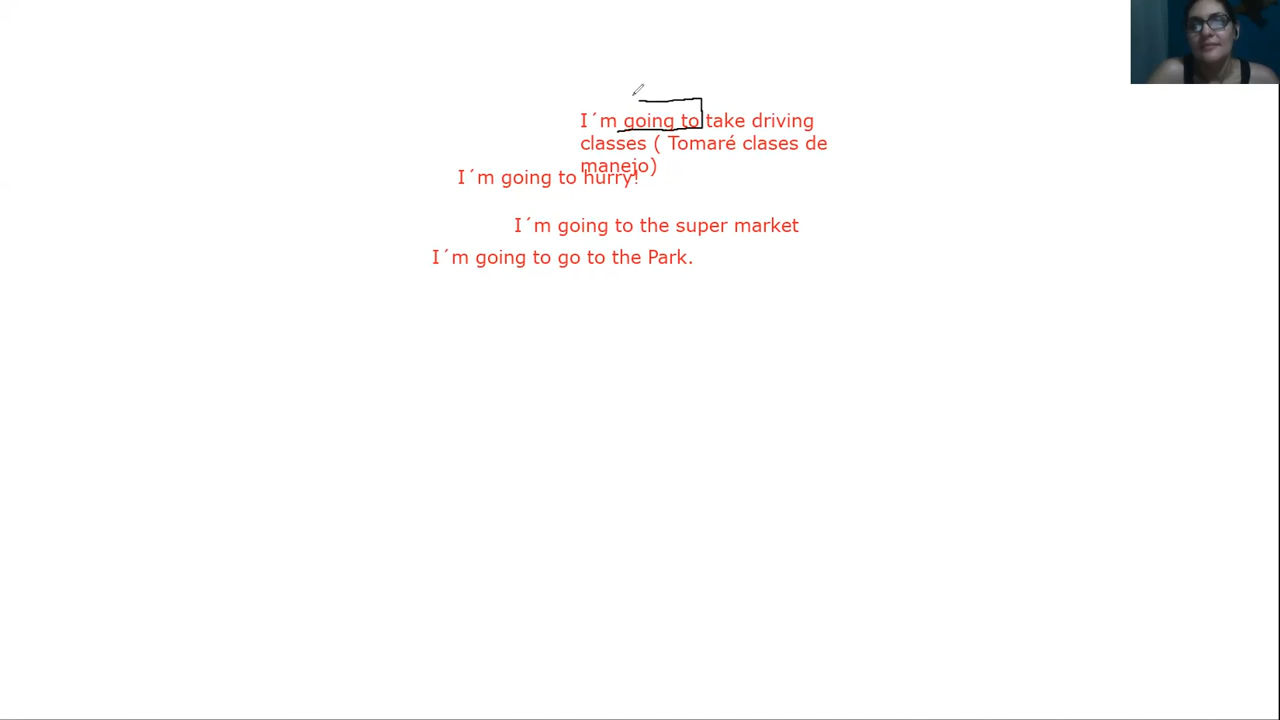 I´m going to take driving
classes ( Tomaré clases de
manejo)
I´m going to hurry!
I´m going to the super market
I´m going to go to the Park.